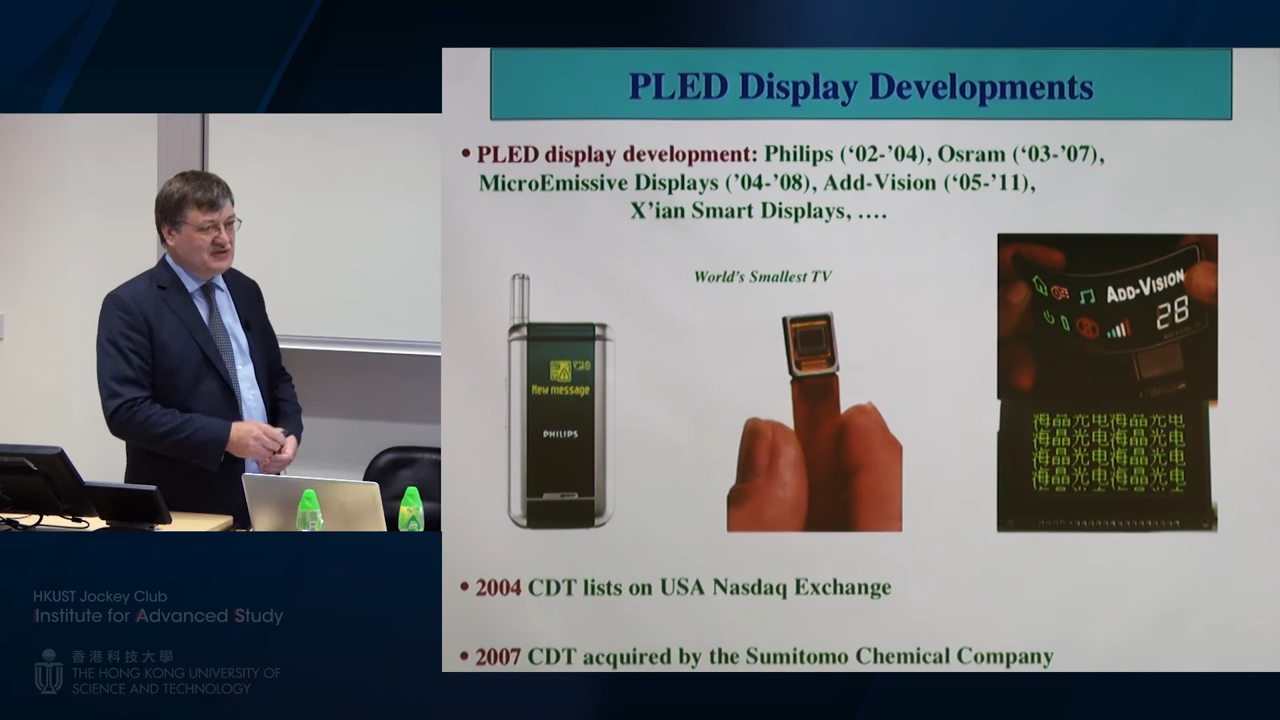 PLED Display Developments
• PLED display development: Philips (‘02-’04), Osram (‘03-’07),
MicroEmissive Displays (’04-’08), Add-Vision (‘05-’11),
X’ian Smart Displays, ….
World’s Smallest TV
New message
PHILIPS
ADD-VISION
28
海晶光电海晶光电
海晶光电海晶光电
海晶光电海晶光电
海晶光电海晶光电
• 2004 CDT lists on USA Nasdaq Exchange
• 2007 CDT acquired by the Sumitomo Chemical Company
HKUST Jockey Club
Institute for Advanced Study
香港科技大學
THE HONG KONG UNIVERSITY OF
SCIENCE AND TECHNOLOGY